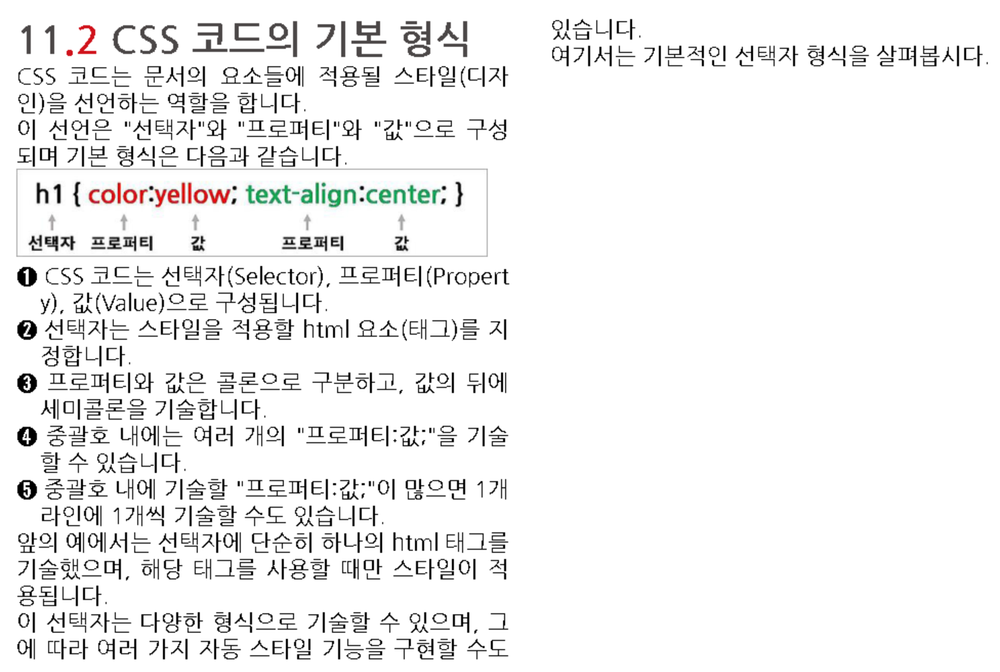 11.2 CSS 코드의 기본 형식
CSS 코드는 문서의 요소들에 적용될 스타일(디자
인)을 선언하는 역할을 합니다.
이 선언은 "선택자"와 "프로퍼티"와 "값"으로 구성
되며 기본 형식은 다음과 같습니다.
h1 { color:yellow; text-align:center; }
↑ ↑ ↑ ↑ ↑
선택자 프로퍼티 값 프로퍼티 값
❶ CSS 코드는 선택자(Selector), 프로퍼티(Propert
y), 값(Value)으로 구성됩니다.
❷ 선택자는 스타일을 적용할 html 요소(태그)를 지
정합니다.
❸ 프로퍼티와 값은 콜론으로 구분하고, 값의 뒤에
세미콜론을 기술합니다.
❹ 중괄호 내에는 여러 개의 "프로퍼티:값;"을 기술
할 수 있습니다.
❺ 중괄호 내에 기술할 "프로퍼티:값;"이 많으면 1개
라인에 1개씩 기술할 수도 있습니다.
앞의 예에서는 선택자에 단순히 하나의 html 태그를
기술했으며, 해당 태그를 사용할 때만 스타일이 적
용됩니다.
이 선택자는 다양한 형식으로 기술할 수 있으며, 그
에 따라 여러 가지 자동 스타일 기능을 구현할 수도
있습니다.
여기서는 기본적인 선택자 형식을 살펴봅시다.